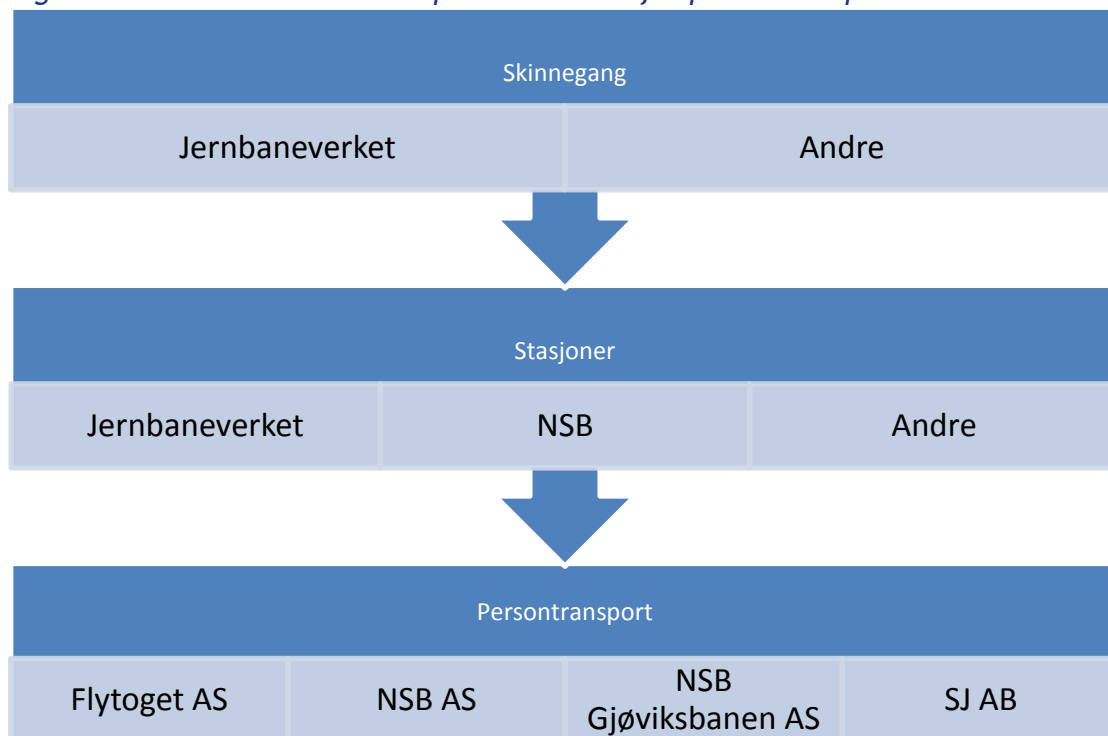 Skinnegang
Jernbaneverket Andre
Stasjoner
Jernbaneverket NSB Andre
Persontransport
Flytoget AS NSB AS NSB Gjøviksbanen AS SJ AB